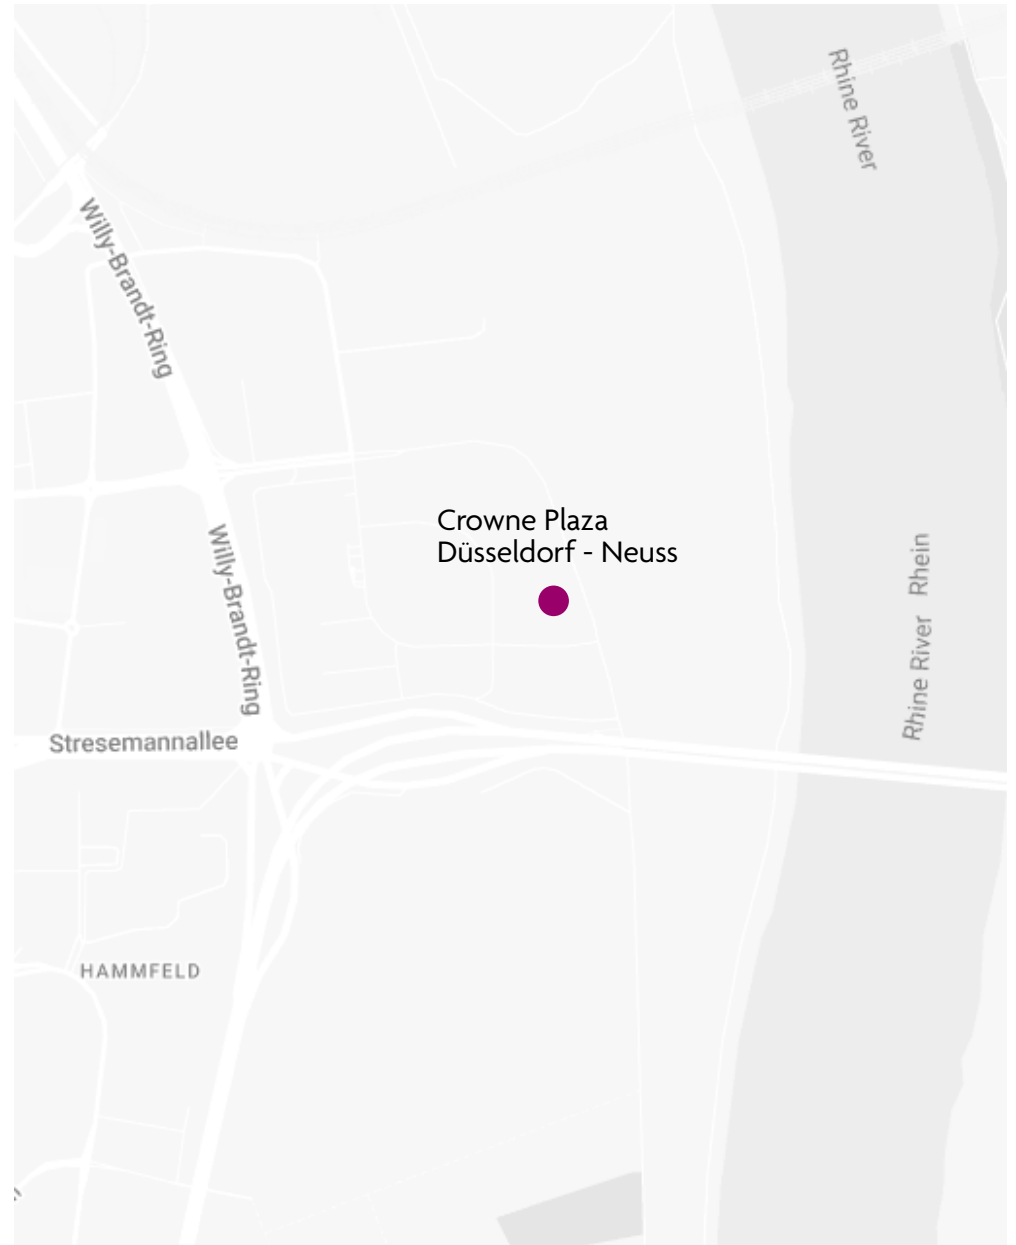 Rhine River
Willy-Brandt-Ring
Crowne Plaza
Düsseldorf - Neuss
Willy-Brandt-Ring
Rhine River Rhein
Stresemannallee
HAMMFELD